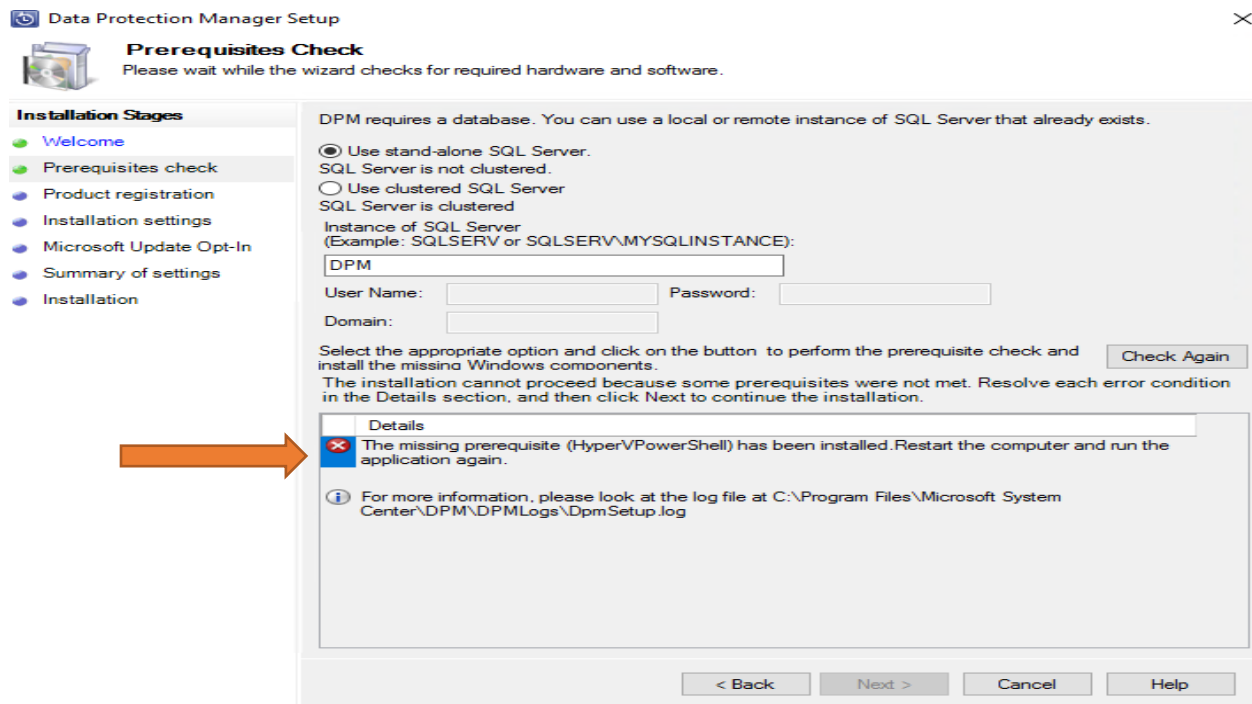 Data Protection Manager Setup
Prerequisites Check
Please wait while the wizard checks for required hardware and software.
Installation Stages
Welcome
Prerequisites check
Product registration
Installation settings
Microsoft Update Opt-In
Summary of settings
Installation
DPM requires a database. You can use a local or remote instance of SQL Server that already exists.
Use stand-alone SQL Server.
SQL Server is not clustered.
Use clustered SQL Server
SQL Server is clustered
Instance of SQL Server
(Example: SQLSERV or SQLSERV\MYSQLINSTANCE):
DPM
User Name:
Password:
Domain:
Select the appropriate option and click on the button to perform the prerequisite check and
install the missing Windows components.
Check Again
The installation cannot proceed because some prerequisites were not met. Resolve each error condition
in the Details section, and then click Next to continue the installation.
Details
The missing prerequisite (HyperVPowerShell) has been installed.Restart the computer and run the
application again.
For more information, please look at the log file at C:\Program Files\Microsoft System
Center\DPM\DPMLogs\DpmSetup.log
< Back
Next >
Cancel
Help